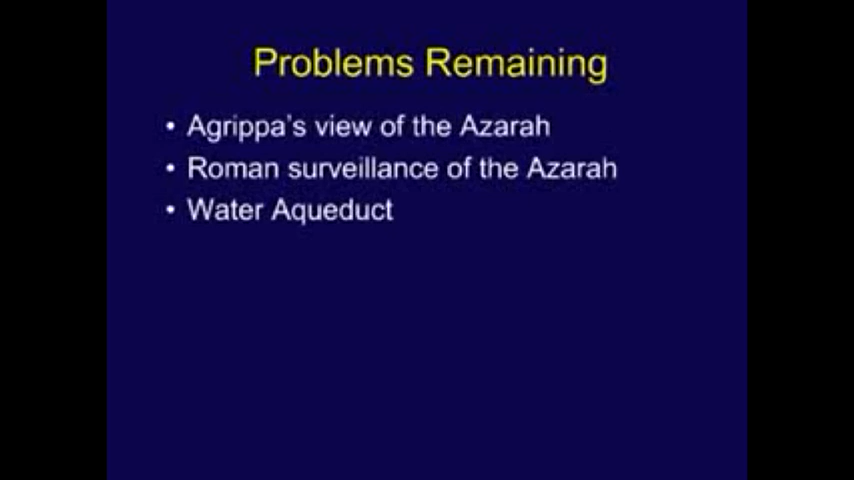 Problems Remaining
• Agrippa's view of the Azarah
• Roman surveillance of the Azarah
• Water Aqueduct